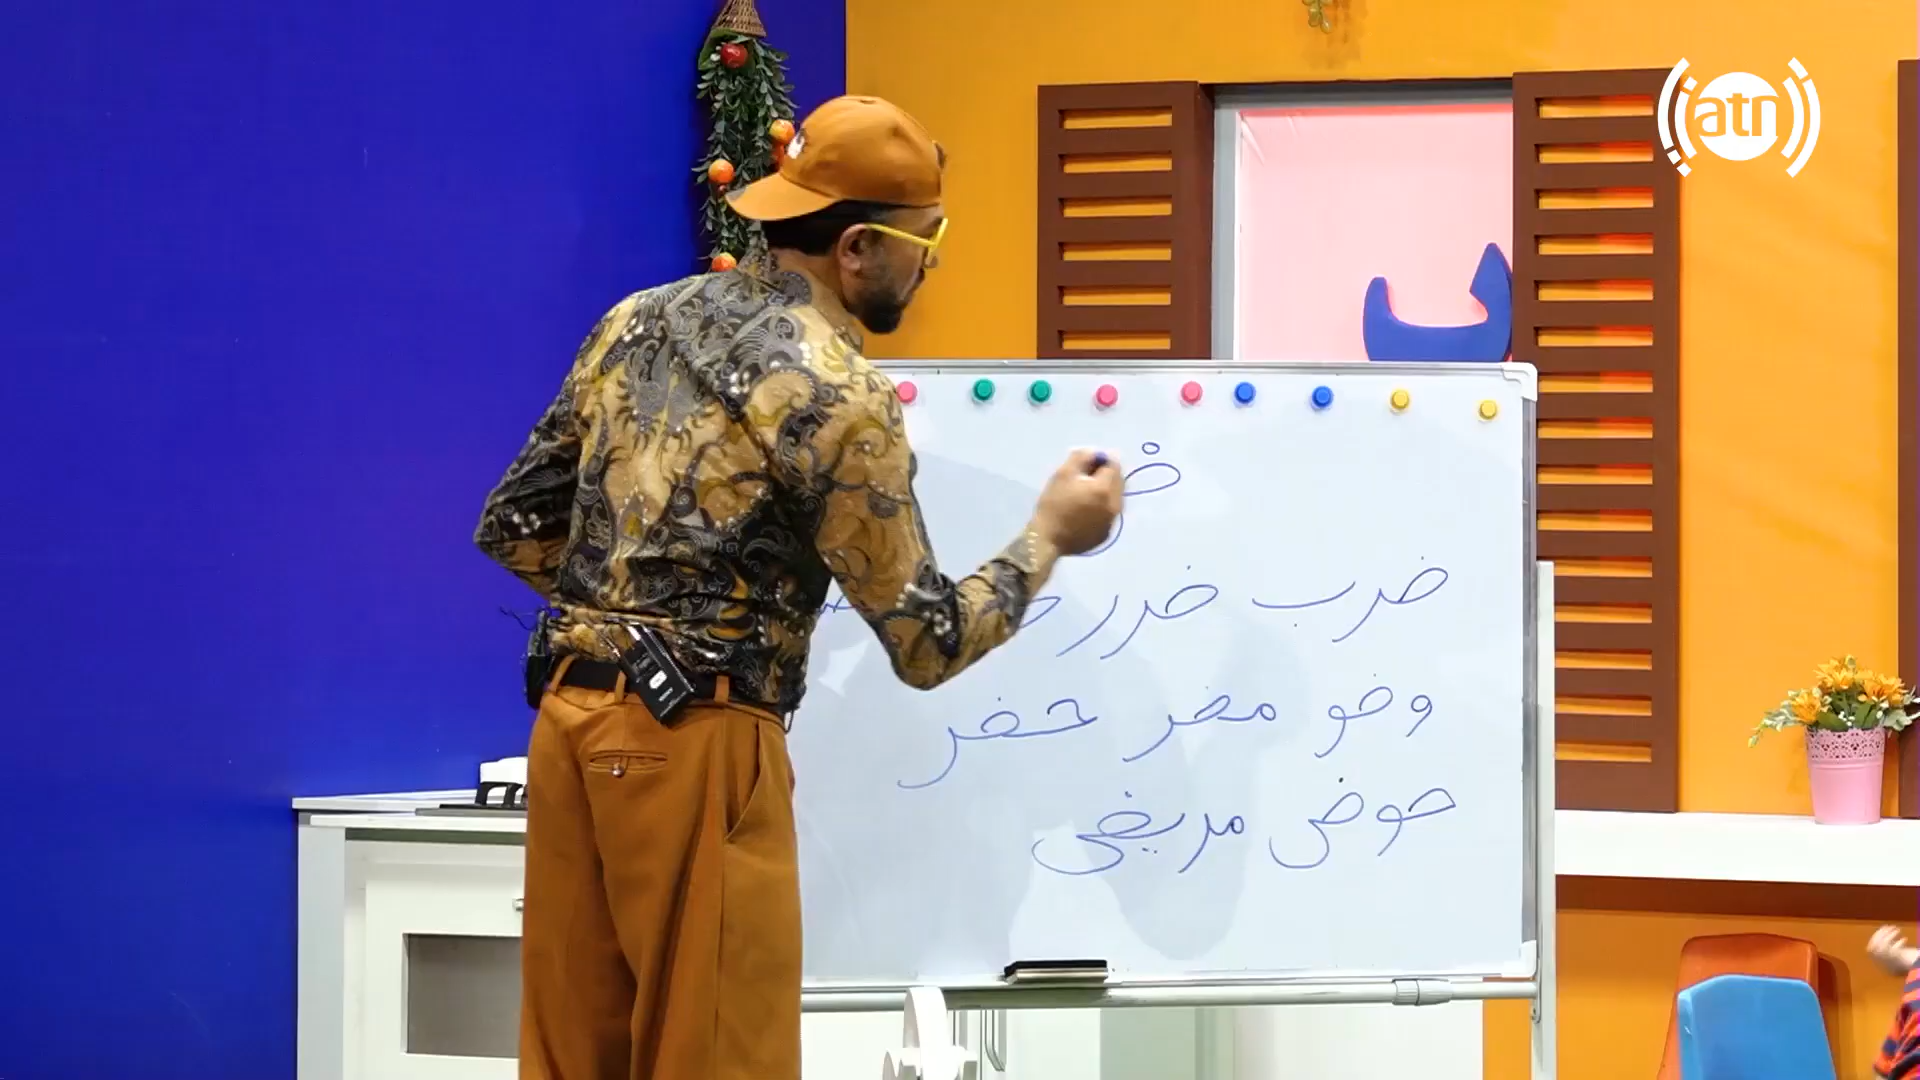 atn
ض
ضرب ضرر
وضو مضر حضر
حوض مریض